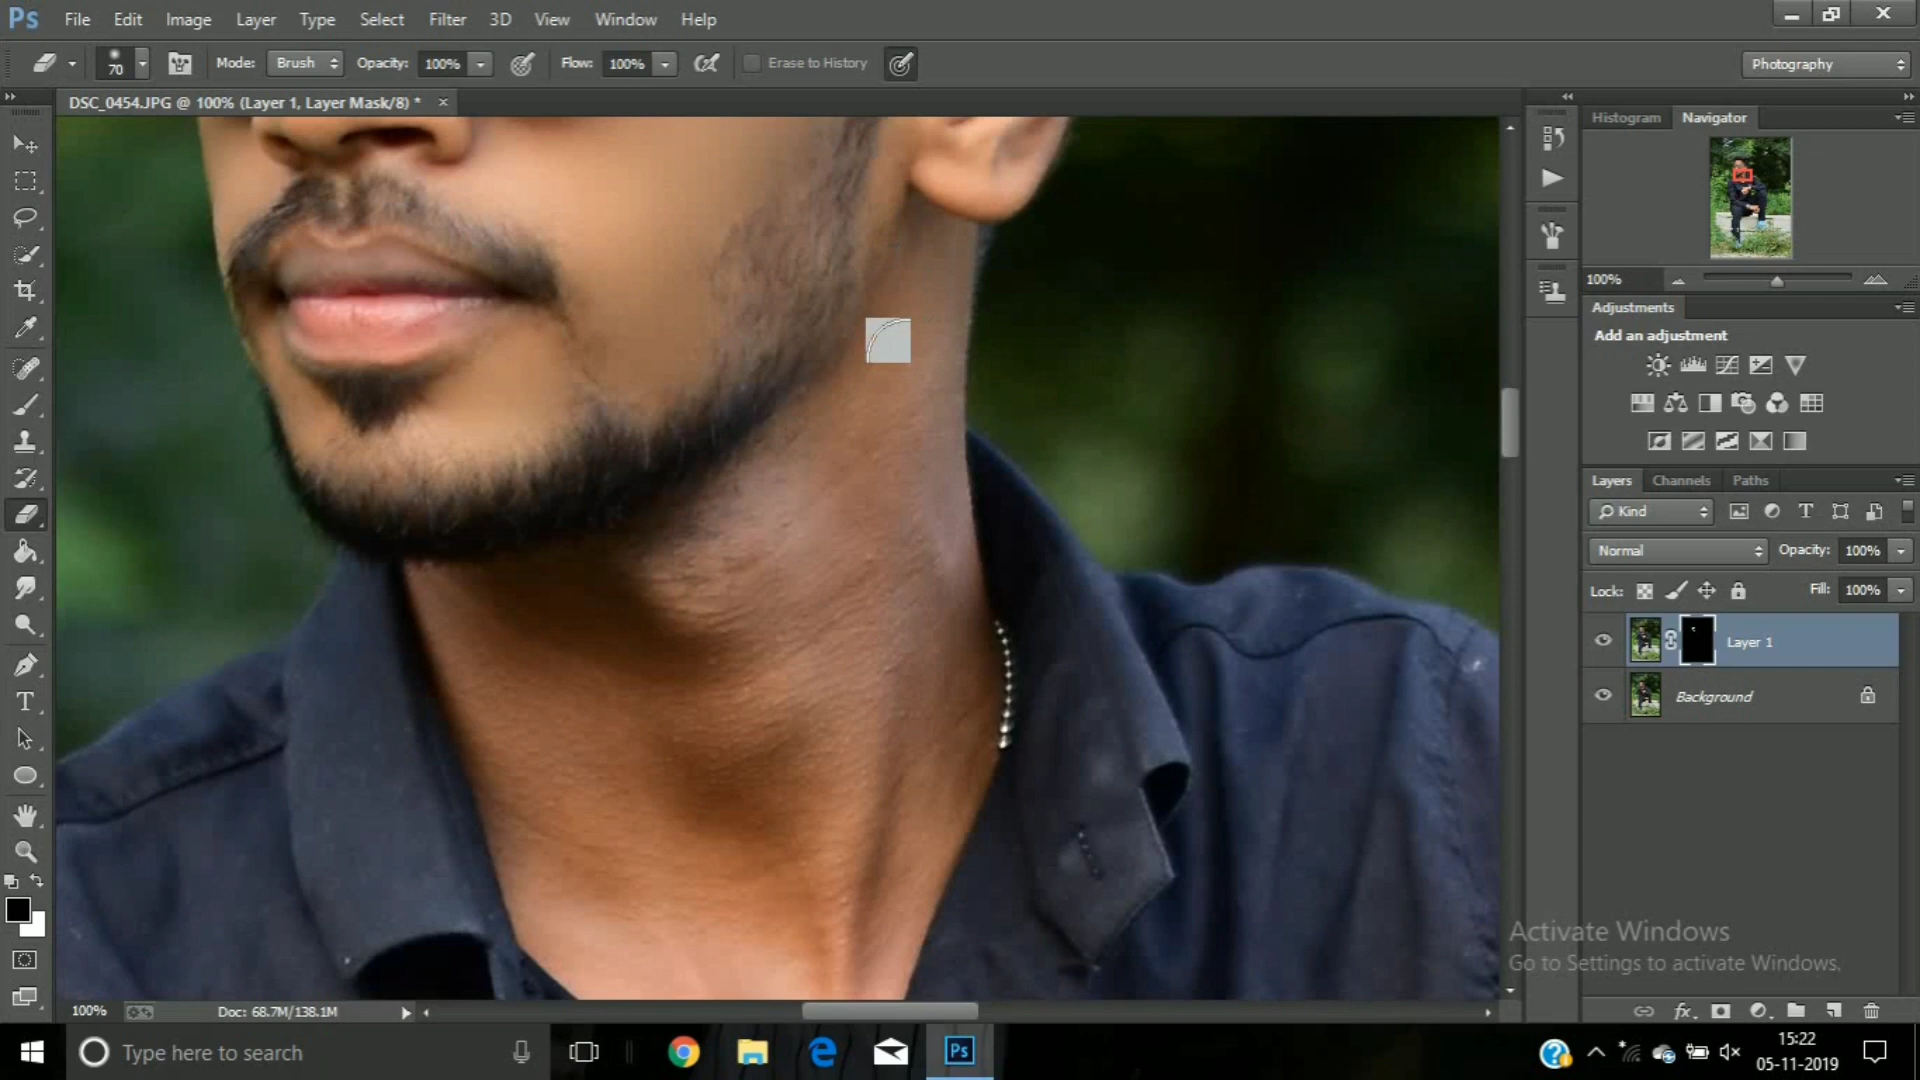 Ps File Edit Image Layer Type Select Filter 3D View Window Help
70 Mode: Brush Opacity: 100% Flow: 100% Erase to History Photography
DSC_0454.JPG @ 100% (Layer 1, Layer Mask/8) *
Histogram Navigator
100%
Adjustments
Add an adjustment
Layers Channels Paths
Kind
Normal Opacity: 100%
Lock: Fill: 100%
Layer 1
Background
Activate Windows
Go to Settings to activate Windows.
100% Doc: 68.7M/138.1M
Type here to search
Ps
15:22
05-11-2019